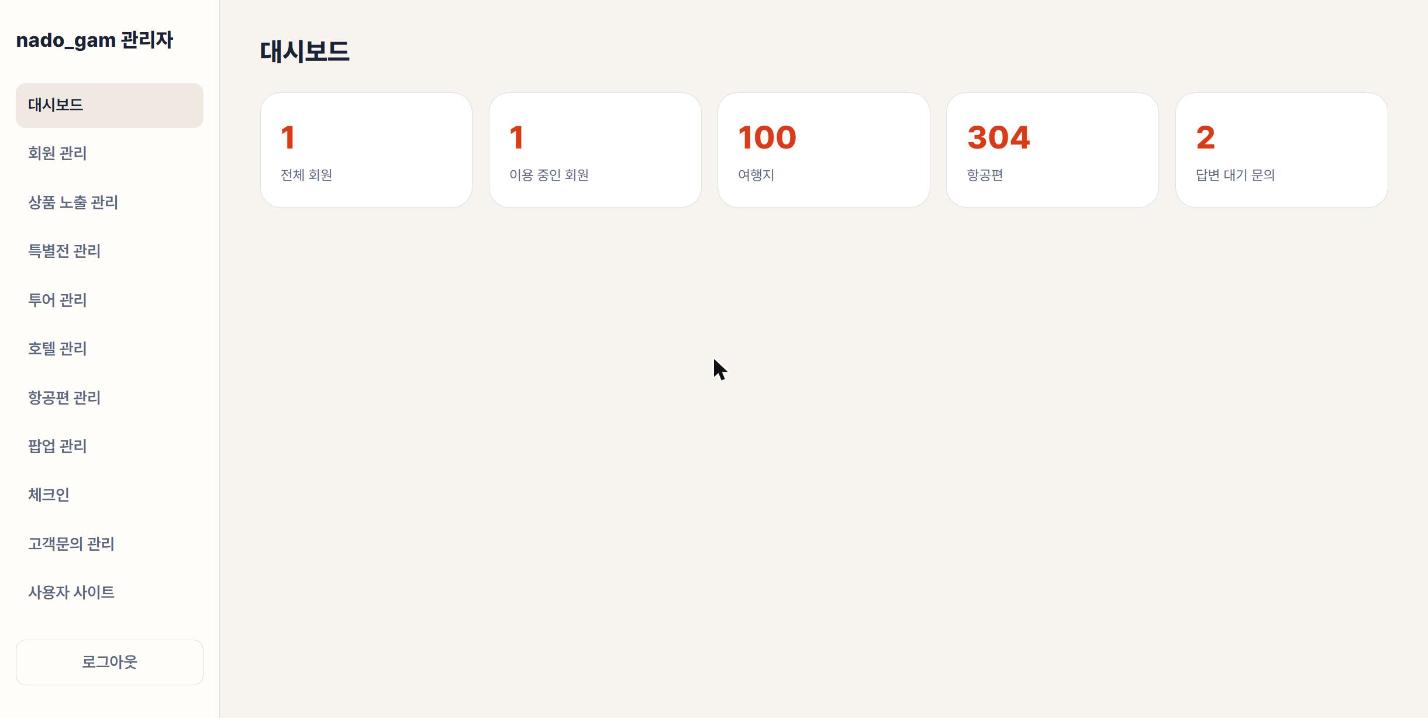 nado_gam 관리자
대시보드
회원 관리
상품 노출 관리
특별전 관리
투어 관리
호텔 관리
항공편 관리
팝업 관리
체크인
고객문의 관리
사용자 사이트
로그아웃
대시보드
1
전체 회원
1
이용 중인 회원
100
여행지
304
항공편
2
답변 대기 문의